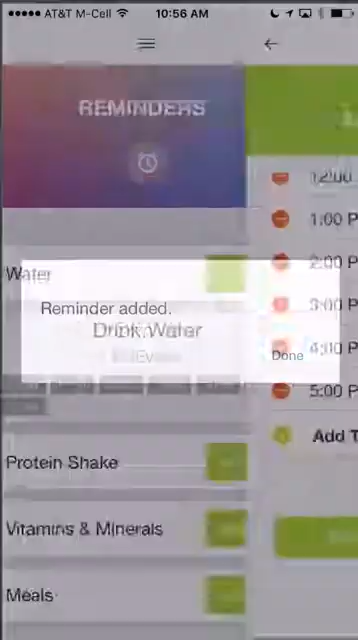 AT&T M-Cell 10:56 AM
REMINDERS
12:00
1:00 P
2:00 P
Water
Reminder added.
3:00 P
Drink Water
4:00 P
Done
5:00 P
Add T
Protein Shake
Vitamins & Minerals
Meals